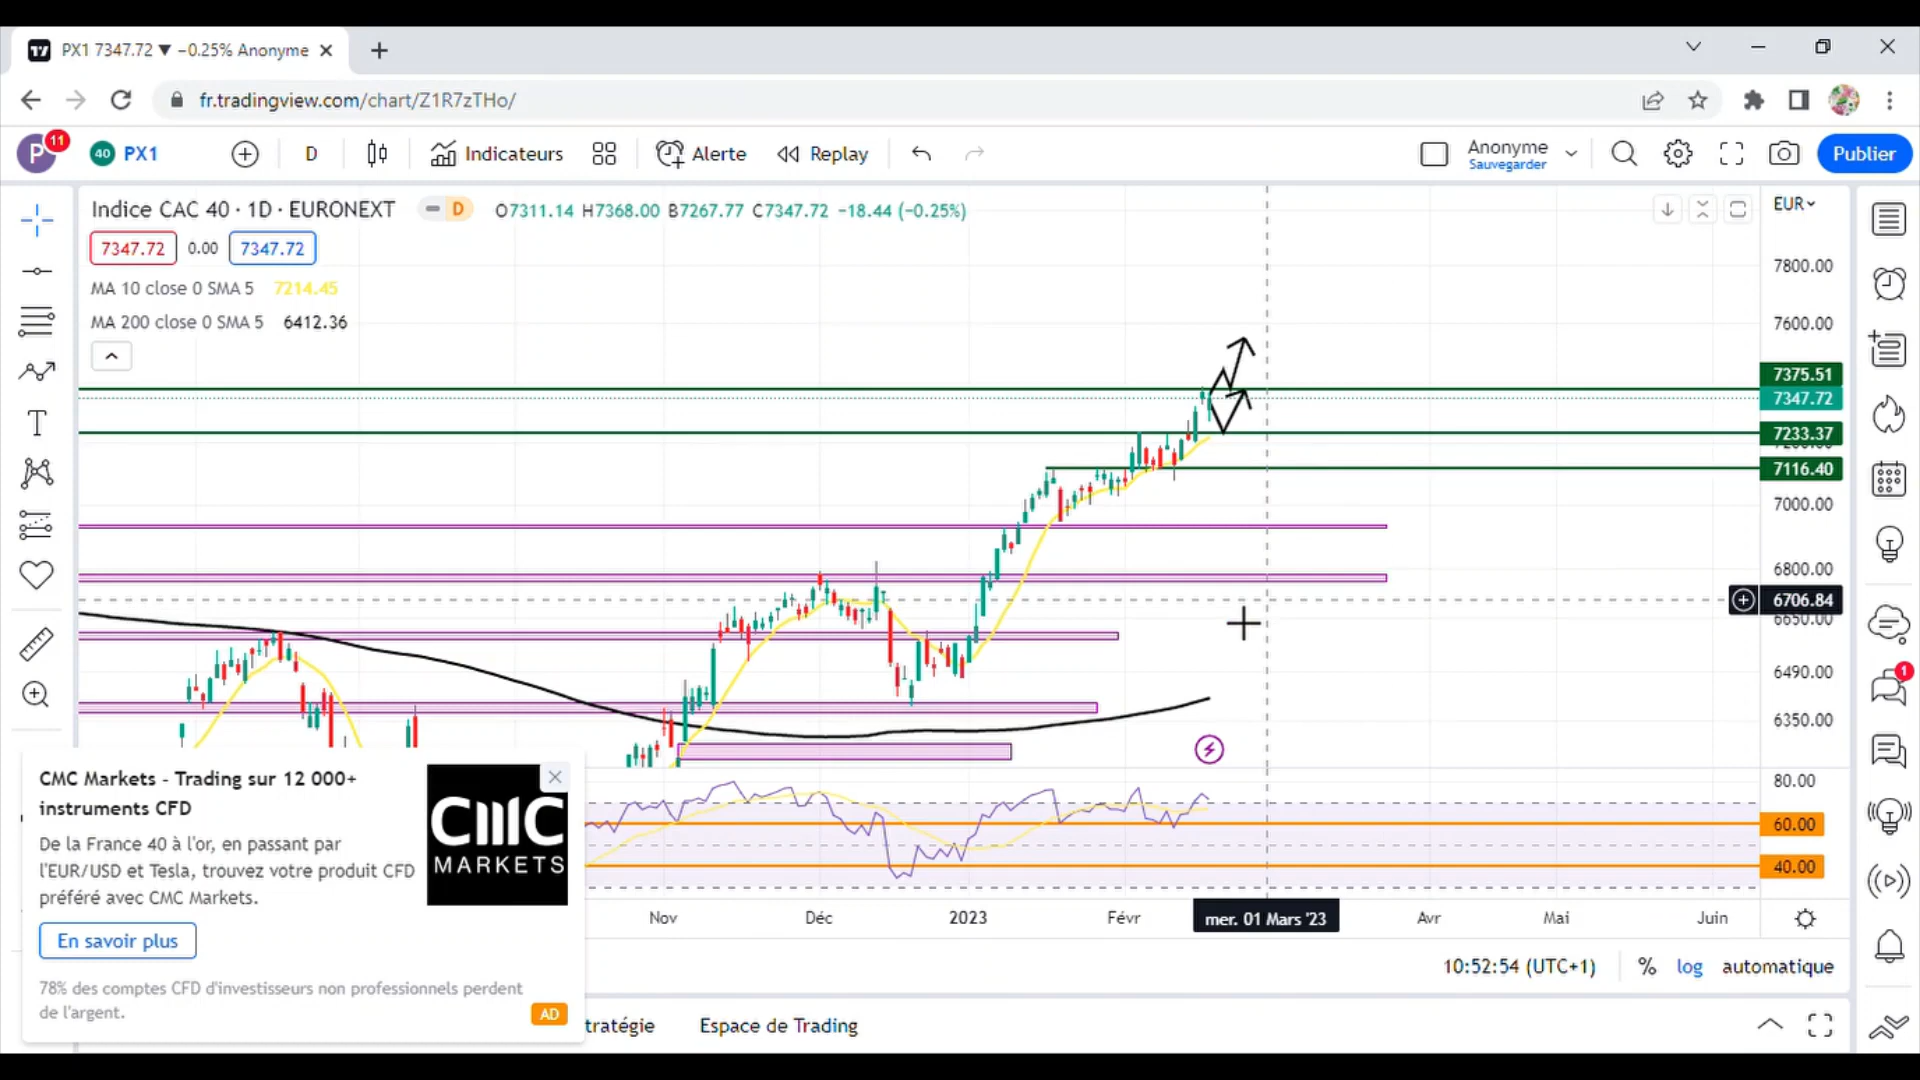 PX1 7347.72 ▼ −0.25% Anonyme
fr.tradingview.com/chart/Z1R7zTHo/
P 11
40 PX1
D
Indicateurs
Alerte
Replay
Anonyme
Sauvegarder
Publier
Indice CAC 40 · 1D · EURONEXT
D
O7311.14 H7368.00 B7267.77 C7347.72 −18.44 (−0.25%)
EUR
7347.72 0.00 7347.72
MA 10 close 0 SMA 5 7214.45
MA 200 close 0 SMA 5 6412.36
7800.00
7600.00
7375.51
7347.72
7233.37
7116.40
7000.00
6800.00
6706.84
6650.00
6490.00
6350.00
80.00
60.00
40.00
1
CMC Markets - Trading sur 12 000+
instruments CFD
De la France 40 à l'or, en passant par
l'EUR/USD et Tesla, trouvez votre produit CFD
préféré avec CMC Markets.
En savoir plus
78% des comptes CFD d'investisseurs non professionnels perdent
de l'argent.
AD
CMC
MARKETS
Nov Déc 2023 Févr mer. 01 Mars '23 Avr Mai Juin
10:52:54 (UTC+1) % log automatique
tratégie Espace de Trading